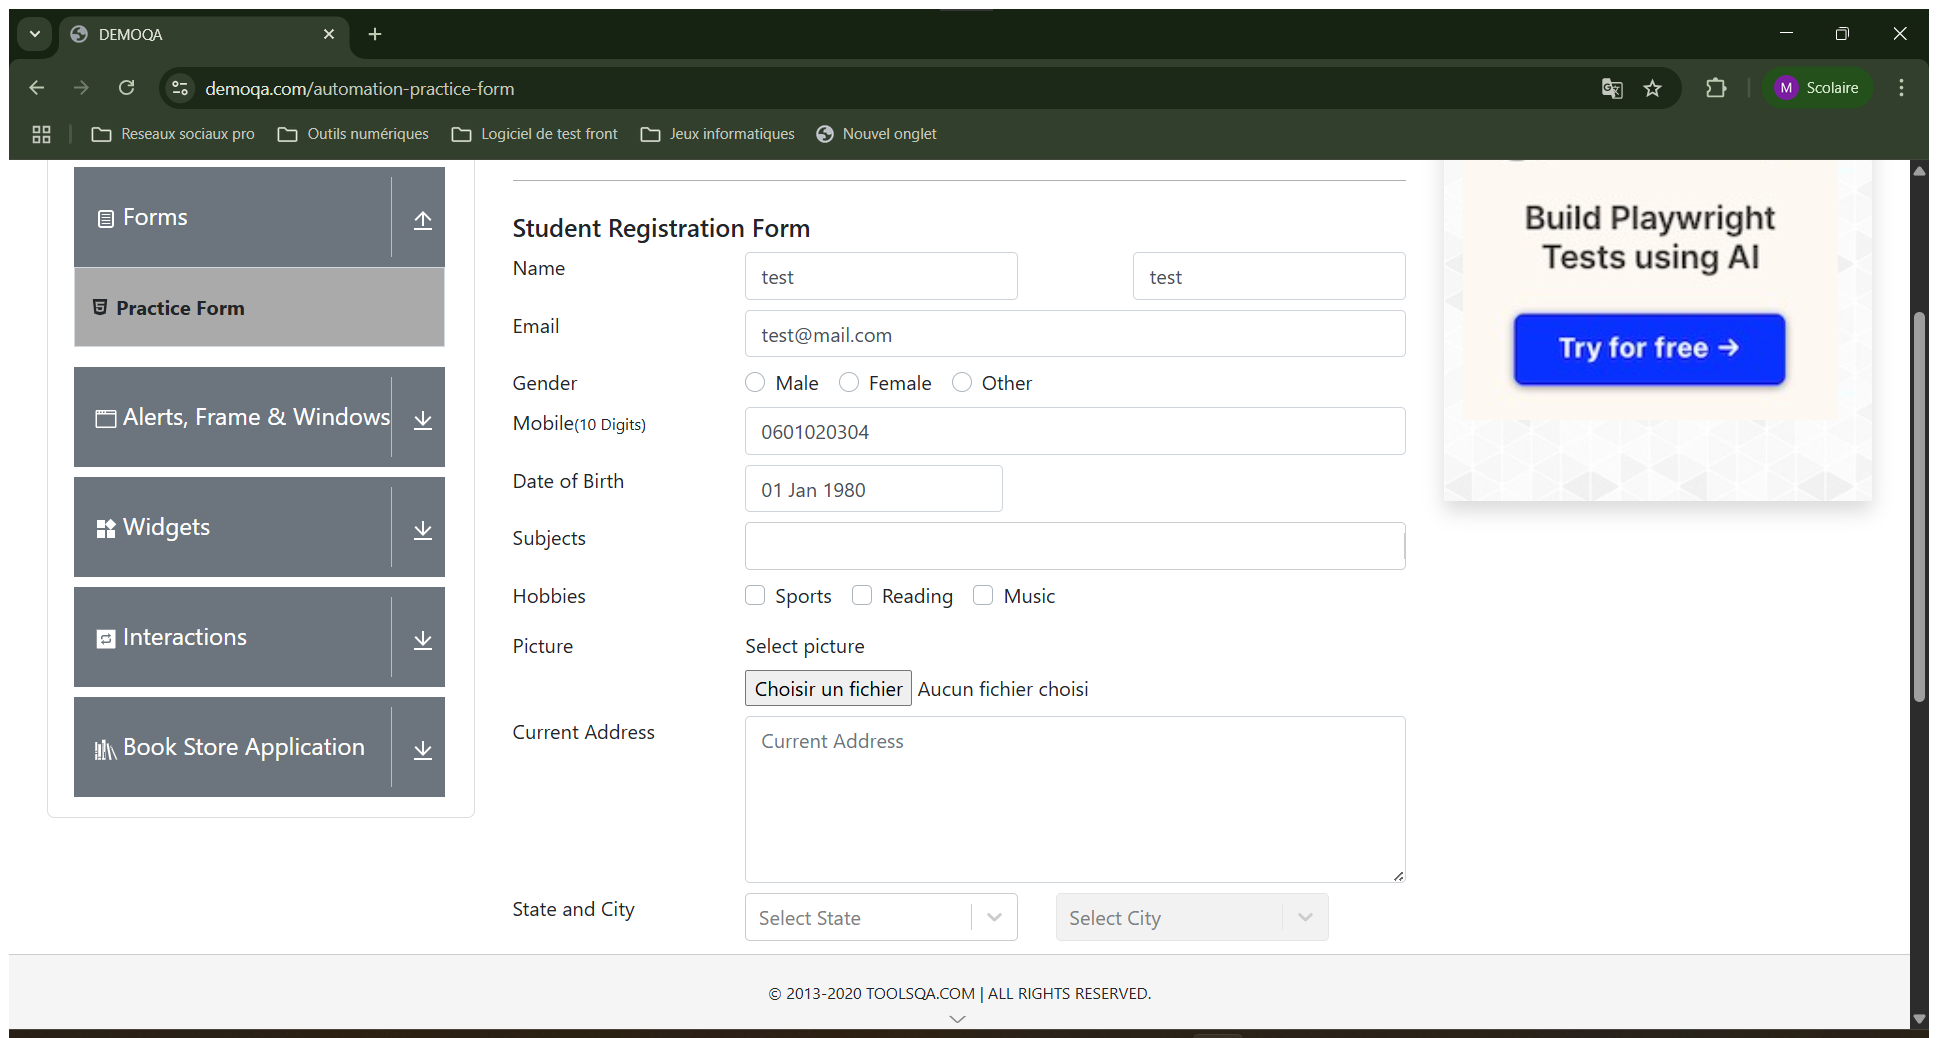 DEMOQA
demoqa.com/automation-practice-form
M Scolaire
Reseaux sociaux pro Outils numériques Logiciel de test front Jeux informatiques Nouvel onglet
Forms
Practice Form
Alerts, Frame & Windows
Widgets
Interactions
Book Store Application
Student Registration Form
Name test test
Email test@mail.com
Gender Male Female Other
Mobile(10 Digits) 0601020304
Date of Birth 01 Jan 1980
Subjects
Hobbies Sports Reading Music
Picture Select picture
Choisir un fichier Aucun fichier choisi
Current Address Current Address
State and City Select State Select City
Build Playwright
Tests using AI
Try for free →
© 2013-2020 TOOLSQA.COM | ALL RIGHTS RESERVED.